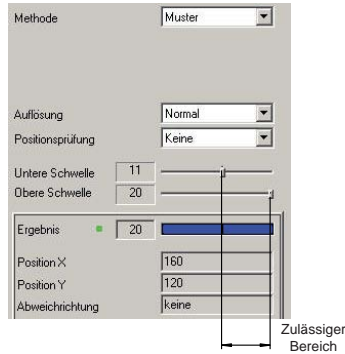 Methode Muster
Auflösung Normal
Positionsprüfung Keine
Untere Schwelle 11
Obere Schwelle 20
Ergebnis 20
Position X 160
Position Y 120
Abweichrichtung keine
Zulässiger
Bereich